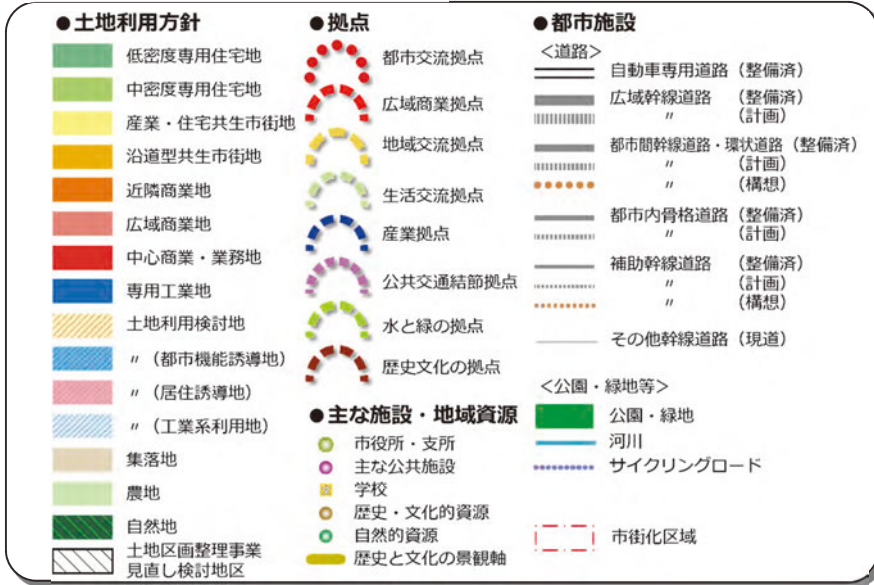 ●土地利用方針
低密度専用住宅地
中密度専用住宅地
産業・住宅共生市街地
沿道型共生市街地
近隣商業地
広域商業地
中心商業・業務地
専用工業地
土地利用検討地
〃（都市機能誘導地）
〃（居住誘導地）
〃（工業系利用地）
集落地
農地
自然地
土地区画整理事業
見直し検討地区
●拠点
都市交流拠点
広域商業拠点
地域交流拠点
生活交流拠点
産業拠点
公共交通結節拠点
水と緑の拠点
歴史文化の拠点
●主な施設・地域資源
市役所・支所
主な公共施設
学校
歴史・文化的資源
自然的資源
歴史と文化の景観軸
●都市施設
＜道路＞
自動車専用道路（整備済）
広域幹線道路（整備済）
〃（計画）
都市間幹線道路・環状道路（整備済）
〃（計画）
〃（構想）
都市内骨格道路（整備済）
〃（計画）
補助幹線道路（整備済）
〃（計画）
〃（構想）
その他幹線道路（現道）
＜公園・緑地等＞
公園・緑地
河川
サイクリングロード
市街化区域